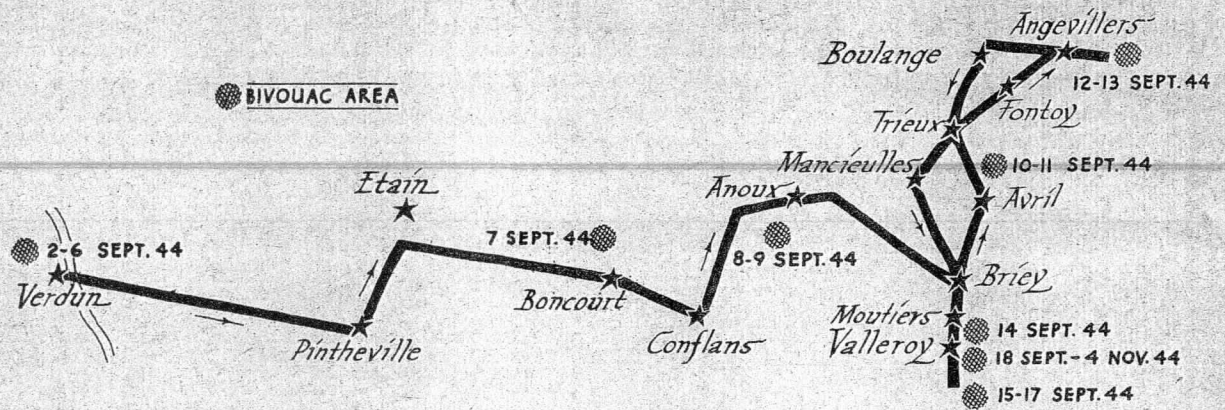 Angevillers
Boulange
BIVOUAC AREA
12-13 SEPT. 44
Fontoy
Trieux
Mancieulles
10-11 SEPT. 44
Etain
Anoux
Avril
2-6 SEPT. 44
7 SEPT. 44
8-9 SEPT. 44
Verdun
Boncourt
Briey
Pintheville
Conflans
Moutiers
14 SEPT. 44
Valleroy
18 SEPT.-4 NOV. 44
15-17 SEPT. 44